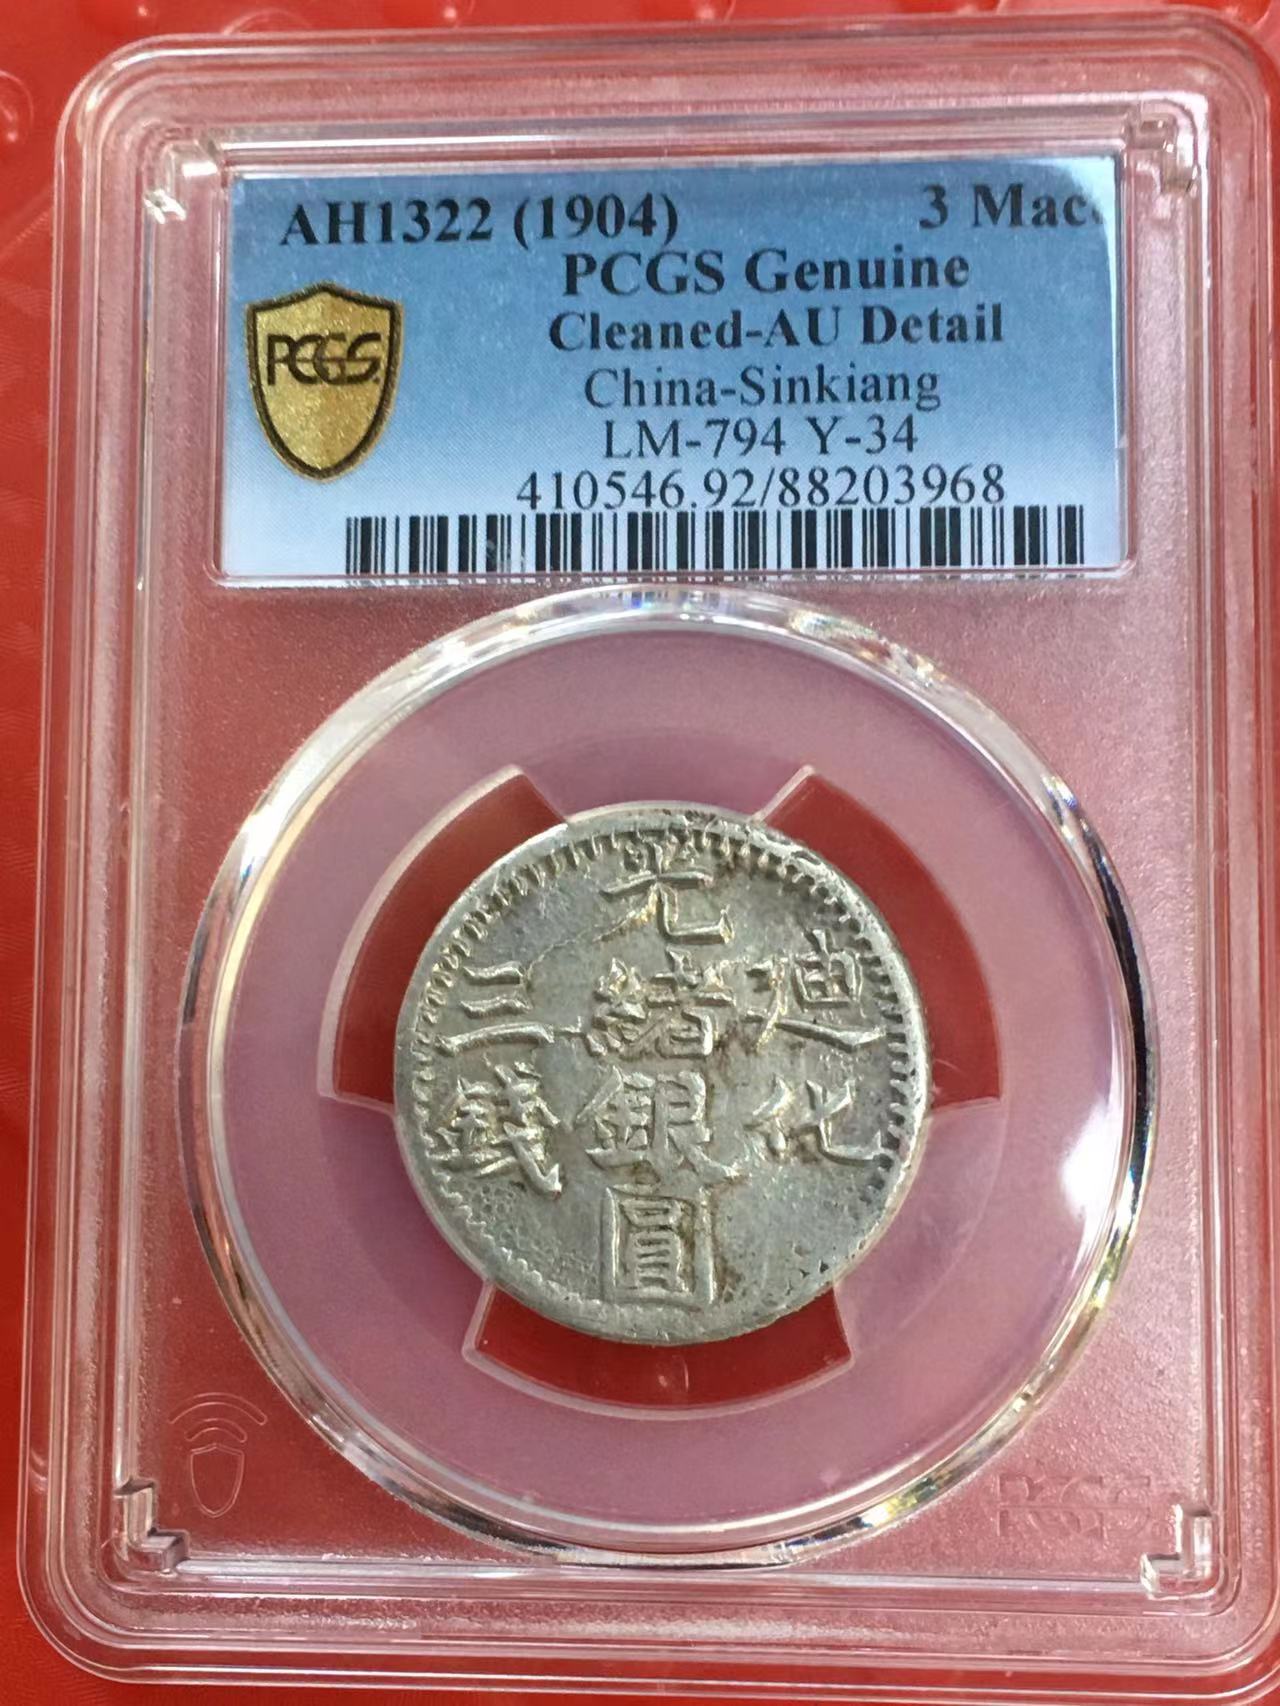 AH1322 (1904) 3 Mace
PCGS Genuine
Cleaned-AU Detail
China-Sinkiang
LM-794 Y-34
410546.92/88203968
PCGS
光緒銀圓
迪化
三錢
PCGS